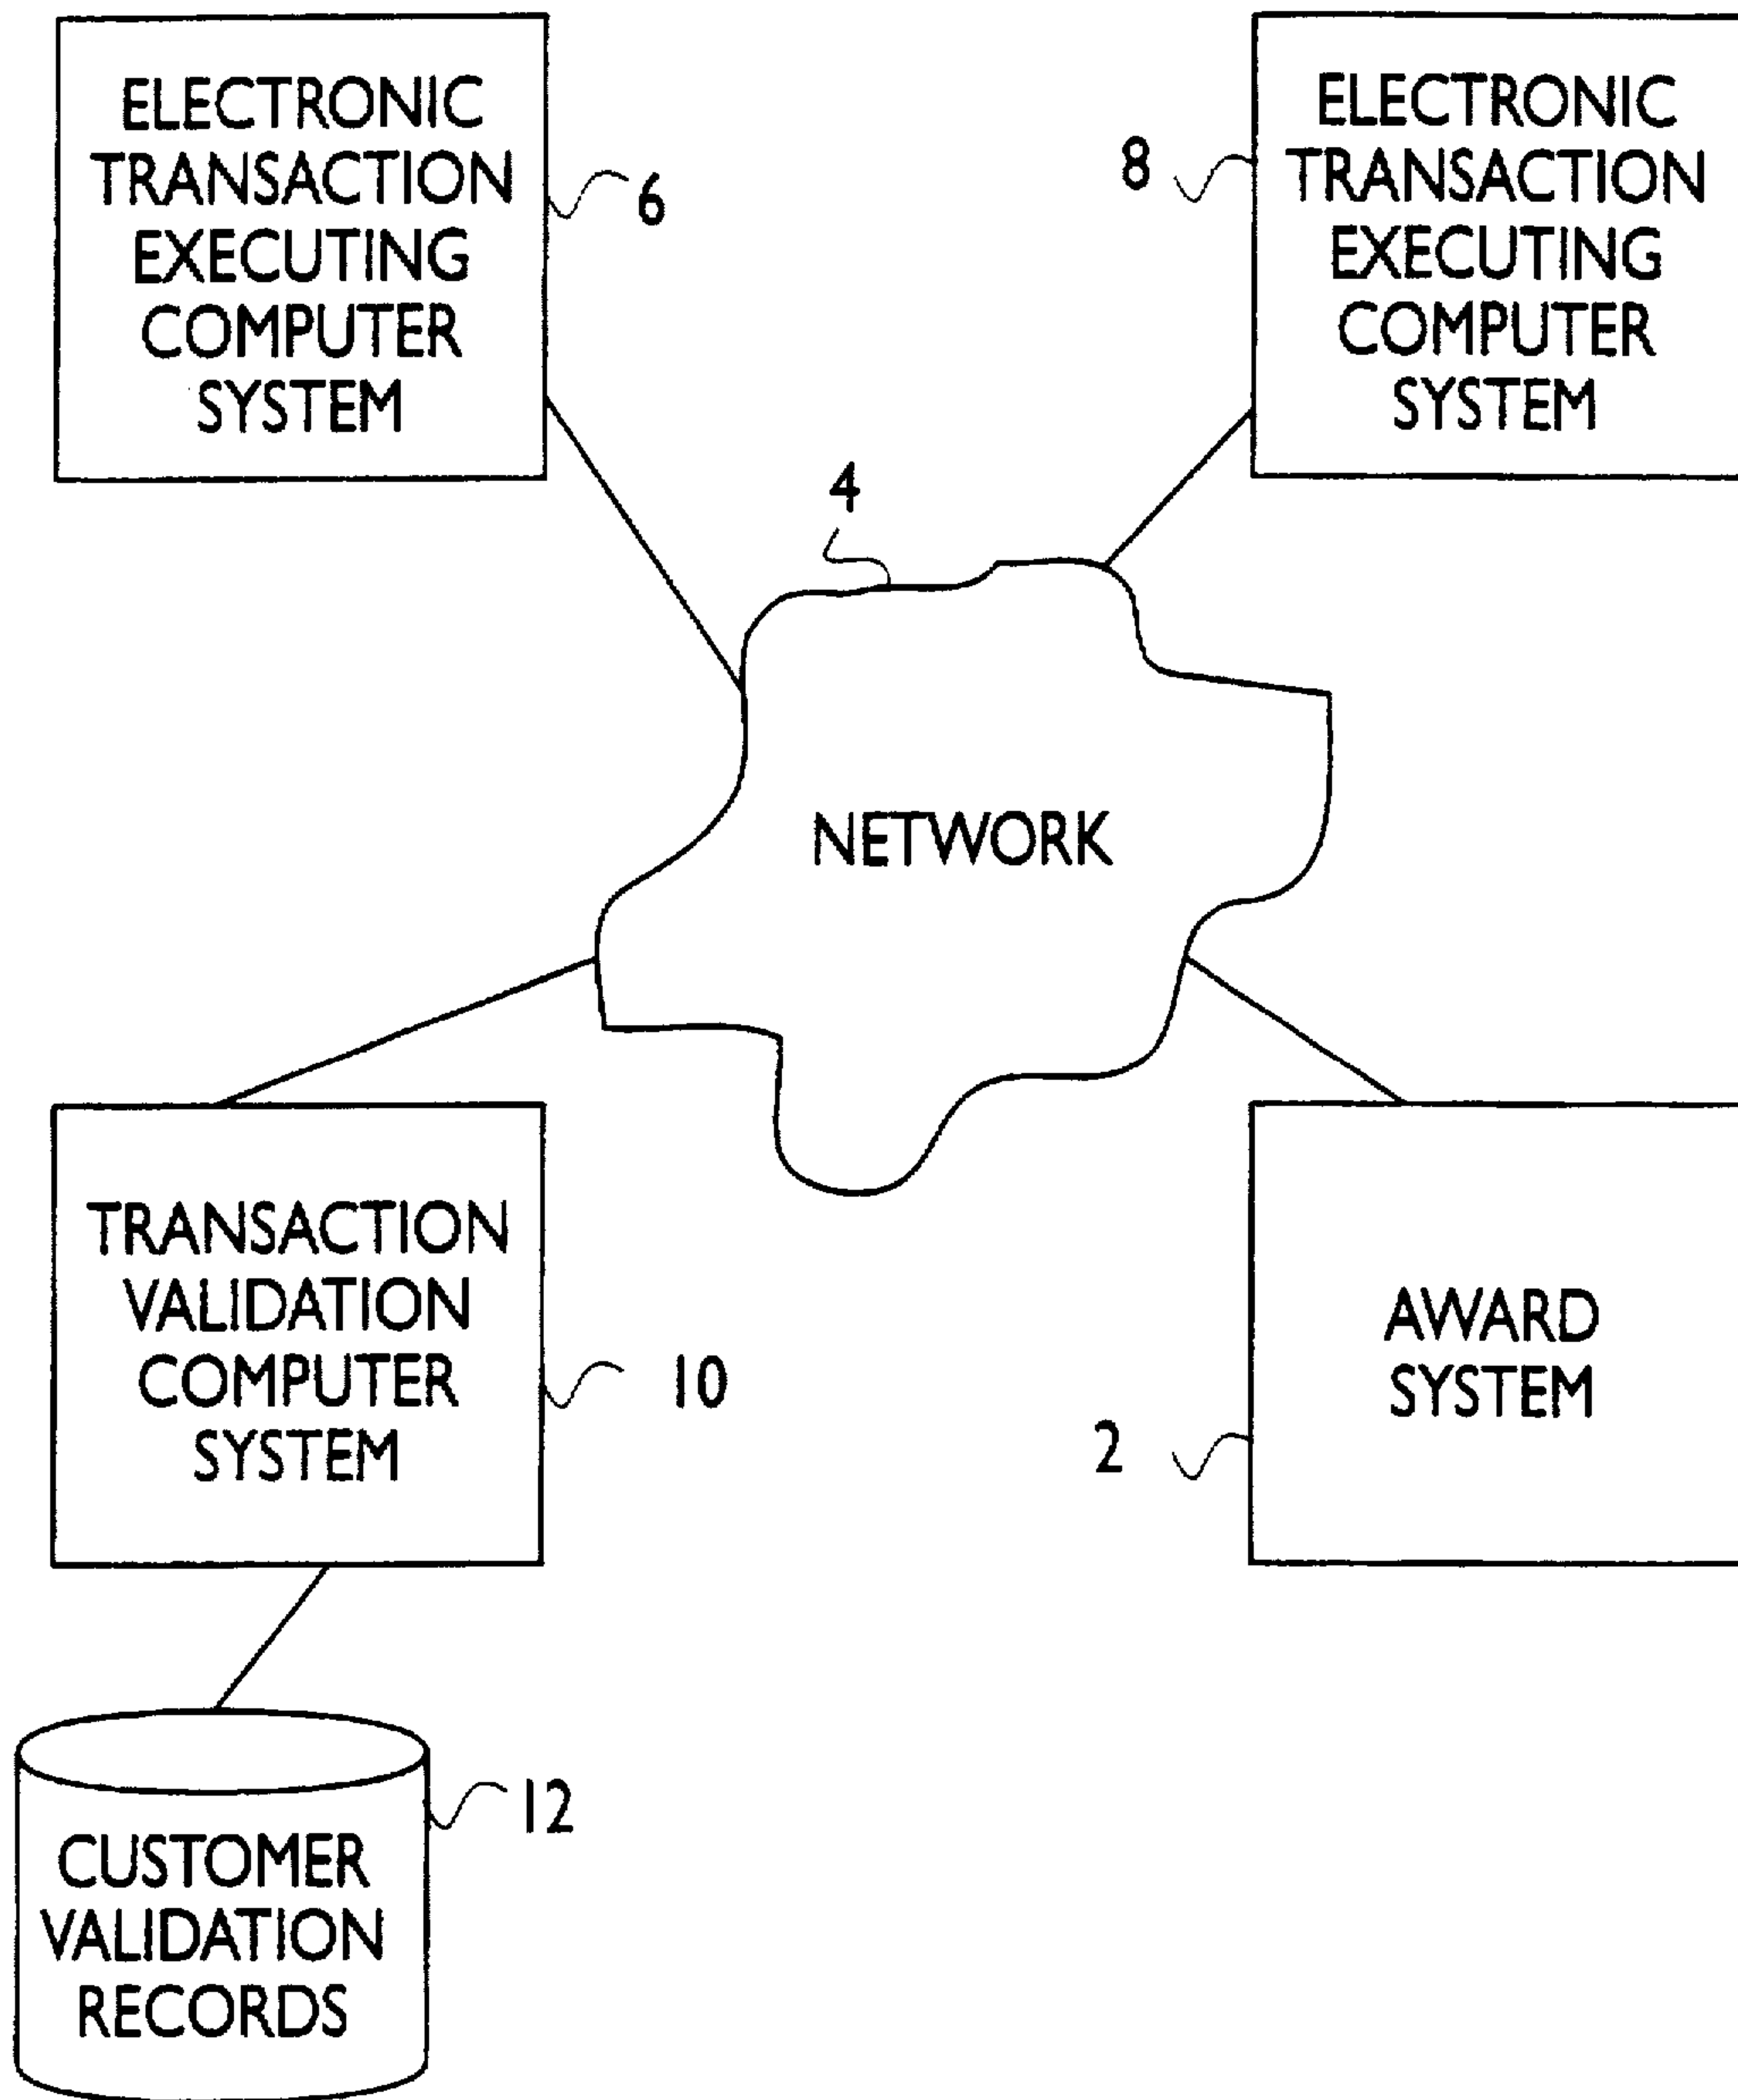 ELECTRONIC
TRANSACTION
EXECUTING
COMPUTER
SYSTEM
6
8
ELECTRONIC
TRANSACTION
EXECUTING
COMPUTER
SYSTEM
4
NETWORK
TRANSACTION
VALIDATION
COMPUTER
SYSTEM
10
2
AWARD
SYSTEM
12
CUSTOMER
VALIDATION
RECORDS